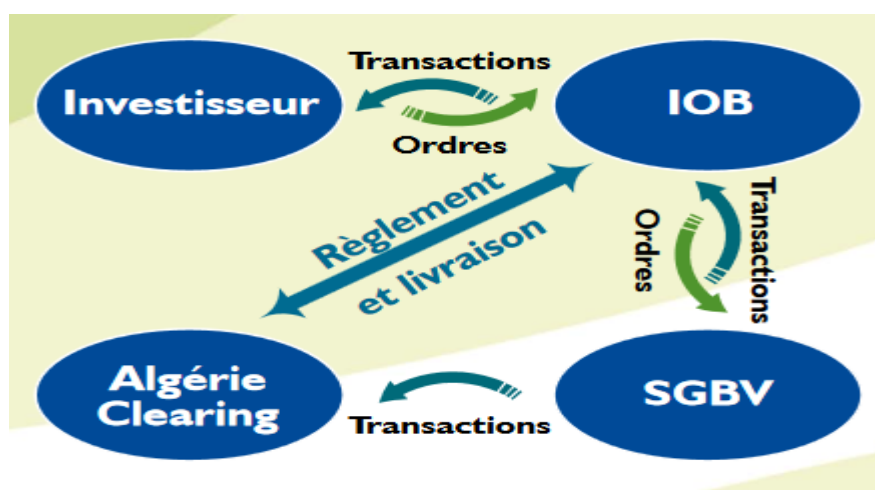 Transactions
Investisseur
IOB
Ordres
Règlement
et livraison
Ordres
Transactions
Algérie
Clearing
SGBV
Transactions